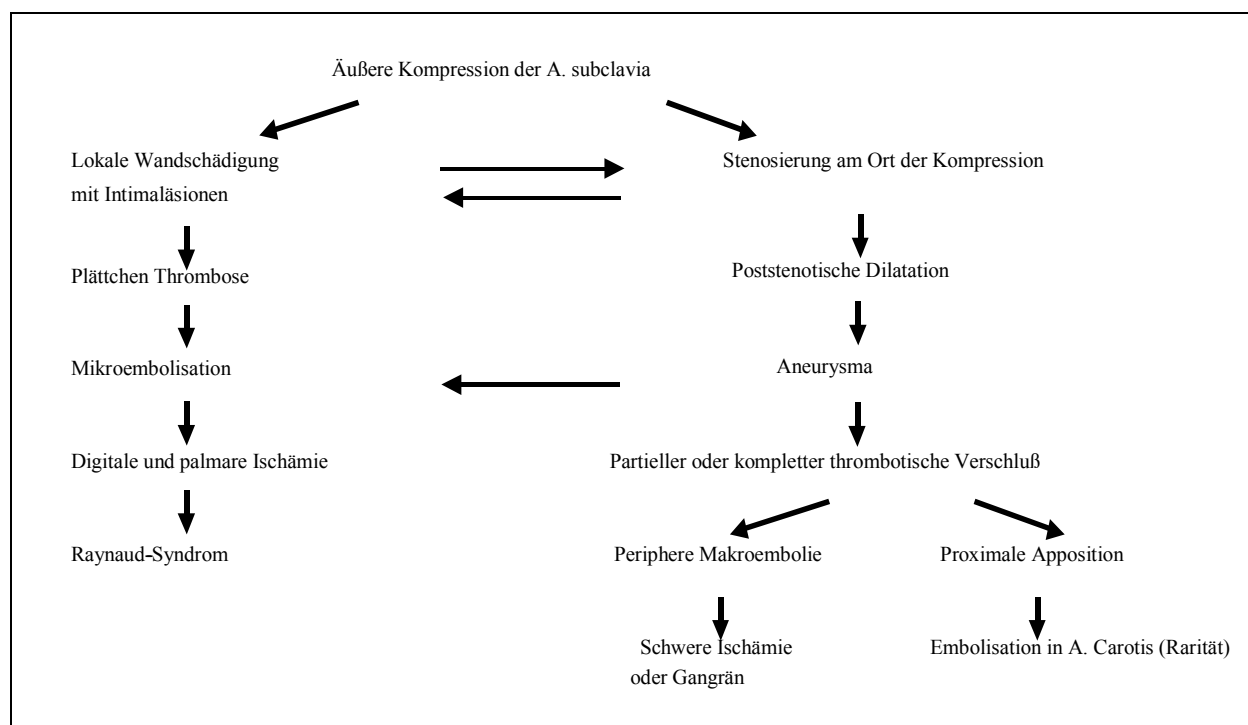 Äußere Kompression der A. subclavia
Lokale Wandschädigung
mit Intimaläsionen
Stenosierung am Ort der Kompression
Plättchen Thrombose
Poststenotische Dilatation
Mikroembolisation
Aneurysma
Digitale und palmare Ischämie
Partieller oder kompletter thrombotische Verschluß
Raynaud-Syndrom
Periphere Makroembolie
Proximale Apposition
Schwere Ischämie
oder Gangrän
Embolisation in A. Carotis (Rarität)